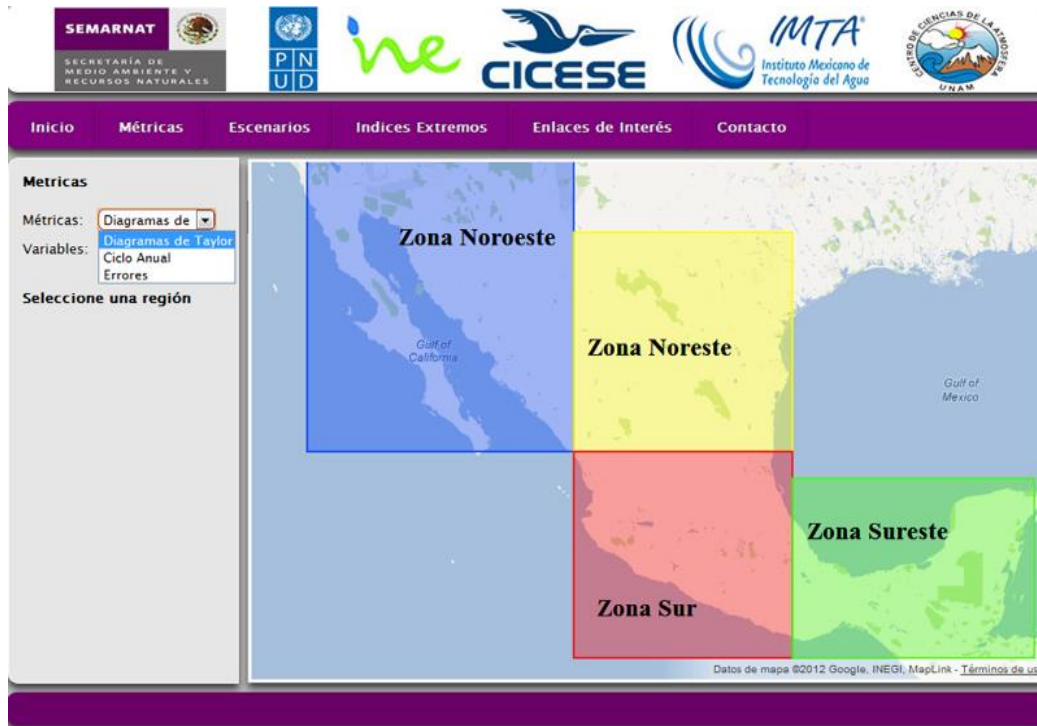 SEMARNAT
SECRETARÍA DE
MEDIO AMBIENTE Y
RECURSOS NATURALES
PN
UD
ine
CICESE
IMTA
Instituto Mexicano de
Tecnología del Agua
CENTRO DE CIENCIAS DE LA ATMOSFERA
UNAM
Inicio Métricas Escenarios Indices Extremos Enlaces de Interés Contacto
Metricas
Métricas: Diagramas de
Variables: Diagramas de Taylor
Ciclo Anual
Errores
Seleccione una región
Zona Noroeste
Zona Noreste
Gulf of
California
Gulf of
Mexico
Zona Sureste
Zona Sur
Datos de mapa ©2012 Google, INEGI, MapLink - Términos de us